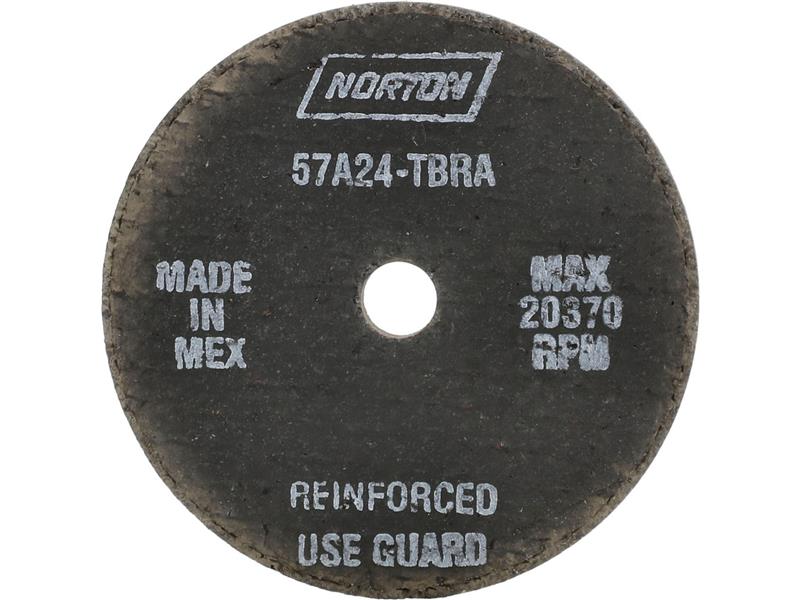 NORTON
57A24-TBRA
MADE
IN
MEX
MAX
20370
RPM
REINFORCED
USE GUARD